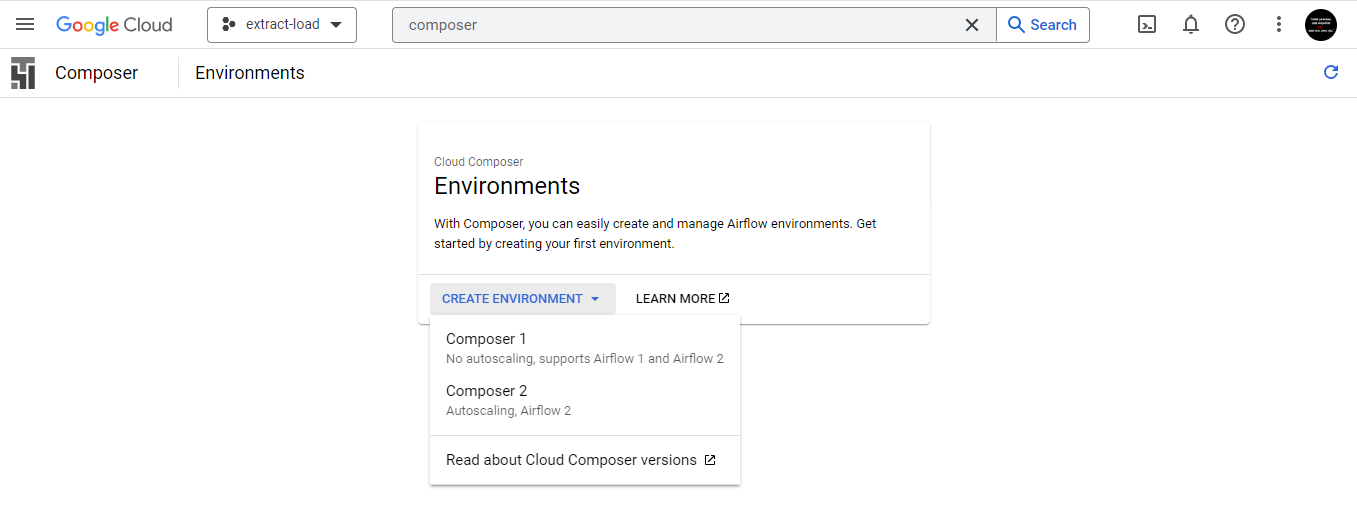 Google Cloud
extract-load
composer
Search
Composer
Environments
Cloud Composer
Environments
With Composer, you can easily create and manage Airflow environments. Get
started by creating your first environment.
CREATE ENVIRONMENT
LEARN MORE
Composer 1
No autoscaling, supports Airflow 1 and Airflow 2
Composer 2
Autoscaling, Airflow 2
Read about Cloud Composer versions